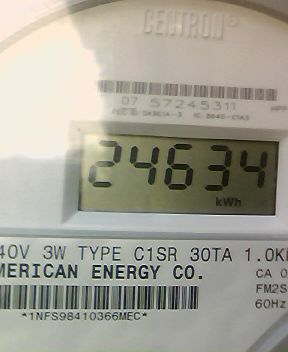 CENTRON®
07 57245311
24634
kWh
40V 3W TYPE C1SR 30TA 1.0K
MERICAN ENERGY CO.
CA 0
FM2S
60Hz
*1NFS98410366MEC*